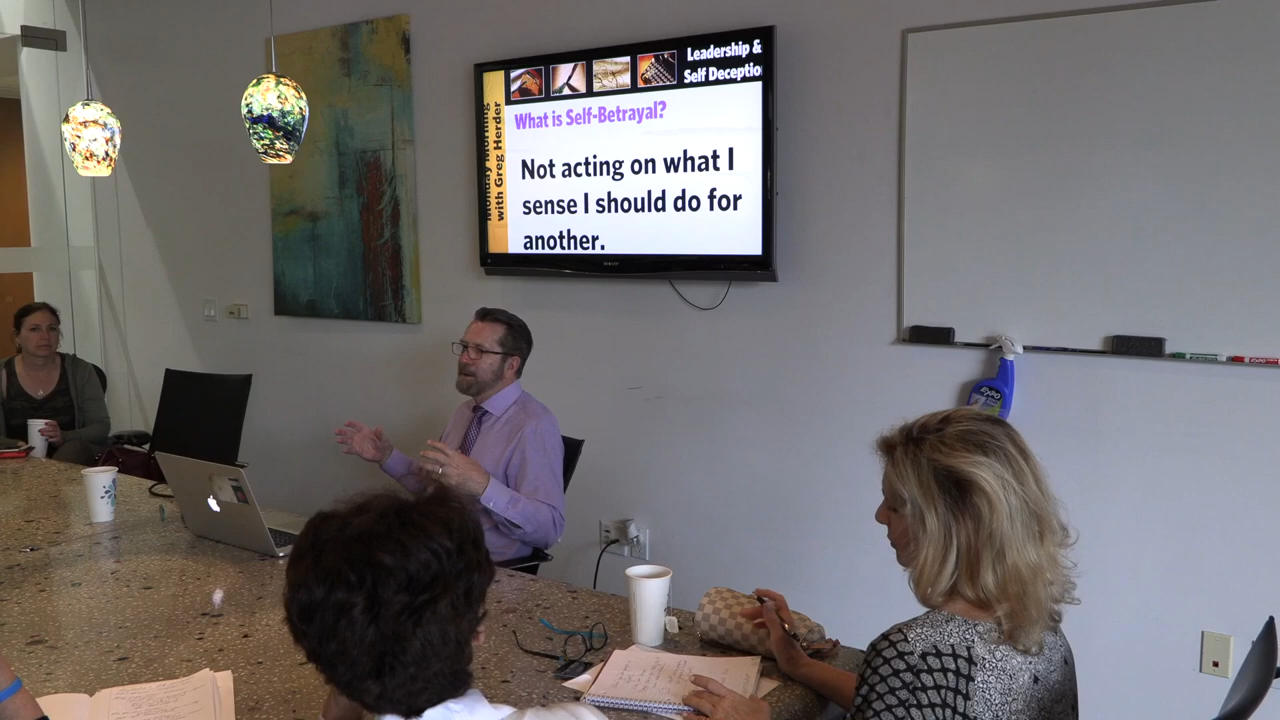 Leadership &
Self Deceptio
Monday Morning
with Greg Herder
What is Self-Betrayal?
Not acting on what I
sense I should do for
another.
SHARP
EXPO